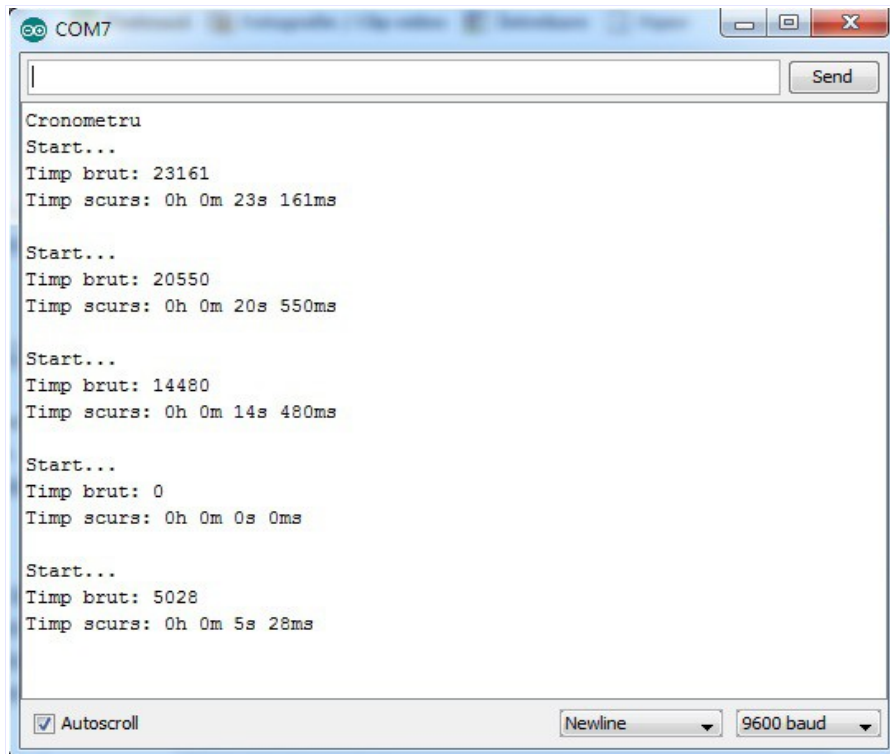 COM7
Send
Cronometru
Start...
Timp brut: 23161
Timp scurs: 0h 0m 23s 161ms
Start...
Timp brut: 20550
Timp scurs: 0h 0m 20s 550ms
Start...
Timp brut: 14480
Timp scurs: 0h 0m 14s 480ms
Start...
Timp brut: 0
Timp scurs: 0h 0m 0s 0ms
Start...
Timp brut: 5028
Timp scurs: 0h 0m 5s 28ms
Autoscroll
Newline
9600 baud